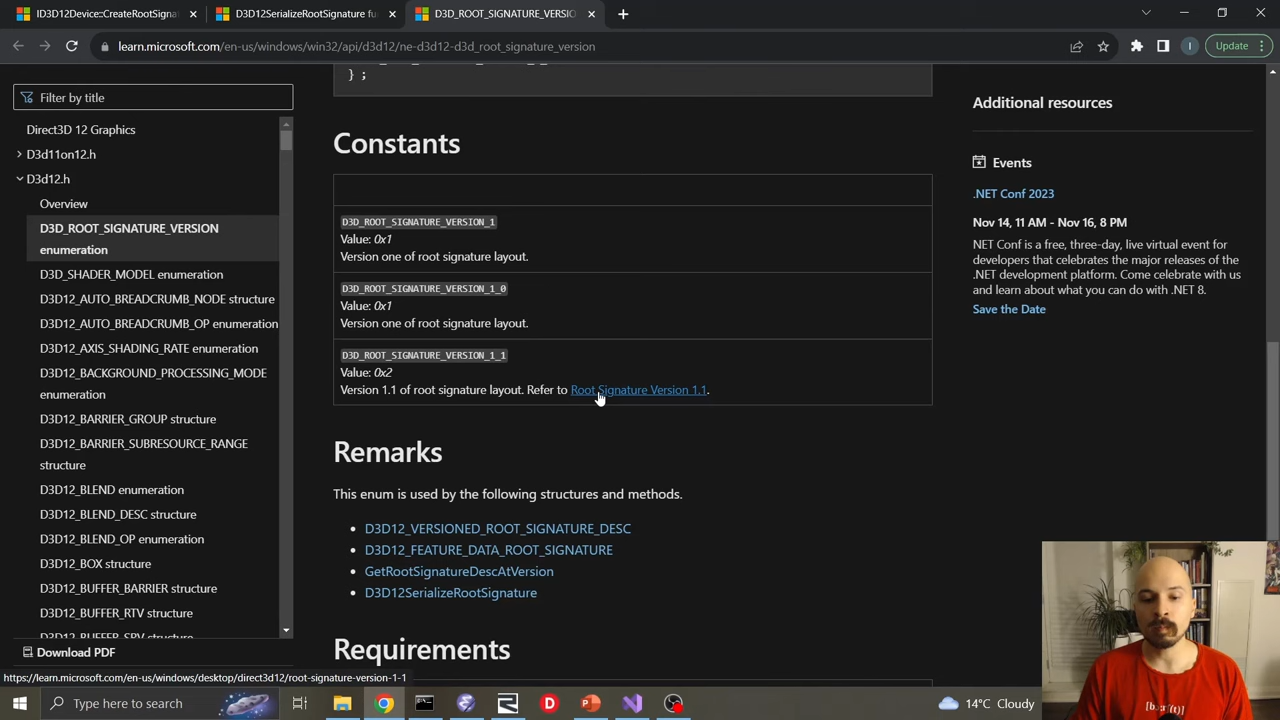 ID3D12Device::CreateRootSigna
D3D12SerializeRootSignature fu
D3D_ROOT_SIGNATURE_VERSIO
learn.microsoft.com/en-us/windows/win32/api/d3d12/ne-d3d12-d3d_root_signature_version
I
Update
Filter by title
Direct3D 12 Graphics
D3d11on12.h
D3d12.h
Overview
D3D_ROOT_SIGNATURE_VERSION
enumeration
D3D_SHADER_MODEL enumeration
D3D12_AUTO_BREADCRUMB_NODE structure
D3D12_AUTO_BREADCRUMB_OP enumeration
D3D12_AXIS_SHADING_RATE enumeration
D3D12_BACKGROUND_PROCESSING_MODE
enumeration
D3D12_BARRIER_GROUP structure
D3D12_BARRIER_SUBRESOURCE_RANGE
structure
D3D12_BLEND enumeration
D3D12_BLEND_DESC structure
D3D12_BLEND_OP enumeration
D3D12_BOX structure
D3D12_BUFFER_BARRIER structure
D3D12_BUFFER_RTV structure
D3D12_BUFFER_SRV structure
Download PDF
} ;
Constants
D3D_ROOT_SIGNATURE_VERSION_1
Value: 0x1
Version one of root signature layout.
D3D_ROOT_SIGNATURE_VERSION_1_0
Value: 0x1
Version one of root signature layout.
D3D_ROOT_SIGNATURE_VERSION_1_1
Value: 0x2
Version 1.1 of root signature layout. Refer to Root Signature Version 1.1.
Remarks
This enum is used by the following structures and methods.
• D3D12_VERSIONED_ROOT_SIGNATURE_DESC
• D3D12_FEATURE_DATA_ROOT_SIGNATURE
• GetRootSignatureDescAtVersion
• D3D12SerializeRootSignature
Requirements
Additional resources
Events
.NET Conf 2023
Nov 14, 11 AM - Nov 16, 8 PM
.NET Conf is a free, three-day, live virtual event for
developers that celebrates the major releases of the
.NET development platform. Come celebrate with us
and learn about what you can do with .NET 8.
Save the Date
https://learn.microsoft.com/en-us/windows/desktop/direct3d12/root-signature-version-1-1
Type here to search
14°C Cloudy